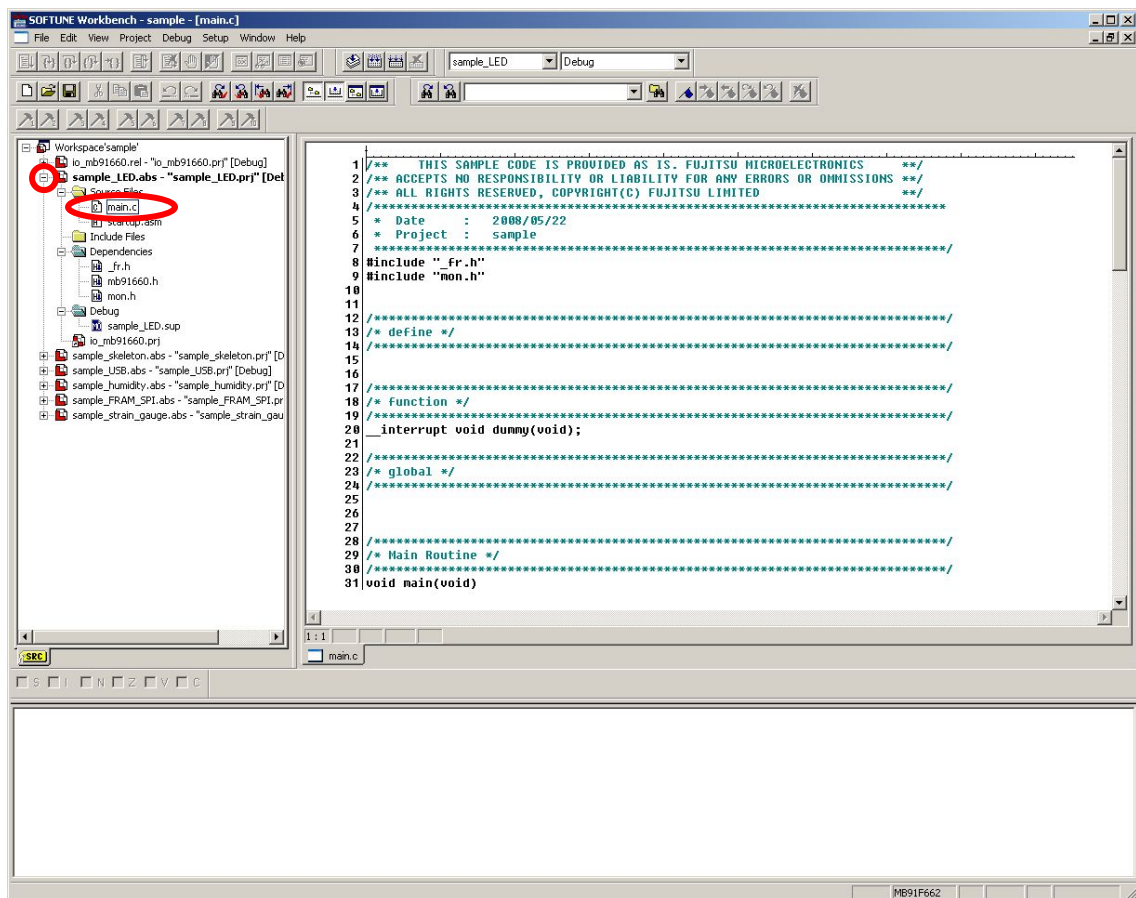 SOFTUNE Workbench - sample - [main.c]
File Edit View Project Debug Setup Window Help
sample_LED Debug
Workspace'sample'
io_mb91660.rel - "io_mb91660.prj" [Debug]
sample_LED.abs - "sample_LED.prj" [Deb
Source Files
main.c
startup.asm
Include Files
Dependencies
_fr.h
mb91660.h
mon.h
Debug
sample_LED.sup
io_mb91660.prj
sample_skeleton.abs - "sample_skeleton.prj" [D
sample_USB.abs - "sample_USB.prj" [Debug]
sample_humidity.abs - "sample_humidity.prj" [D
sample_FRAM_SPI.abs - "sample_FRAM_SPI.pr
sample_strain_gauge.abs - "sample_strain_gau
SRC
1 /** THIS SAMPLE CODE IS PROVIDED AS IS. FUJITSU MICROELECTRONICS **/
2 /** ACCEPTS NO RESPONSIBILITY OR LIABILITY FOR ANY ERRORS OR OMMISSIONS **/
3 /** ALL RIGHTS RESERVED, COPYRIGHT(C) FUJITSU LIMITED **/
4 /*****************************************************************************
5 * Date : 2008/05/22
6 * Project : sample
7 *****************************************************************************/
8 #include "_fr.h"
9 #include "mon.h"
10
11
12 /*****************************************************************************/
13 /* define */
14 /*****************************************************************************/
15
16
17 /*****************************************************************************/
18 /* function */
19 /*****************************************************************************/
20 __interrupt void dummy(void);
21
22 /*****************************************************************************/
23 /* global */
24 /*****************************************************************************/
25
26
27
28 /*****************************************************************************/
29 /* Main Routine */
30 /*****************************************************************************/
31 void main(void)
1:1
main.c
S I N Z V C
MB91F662